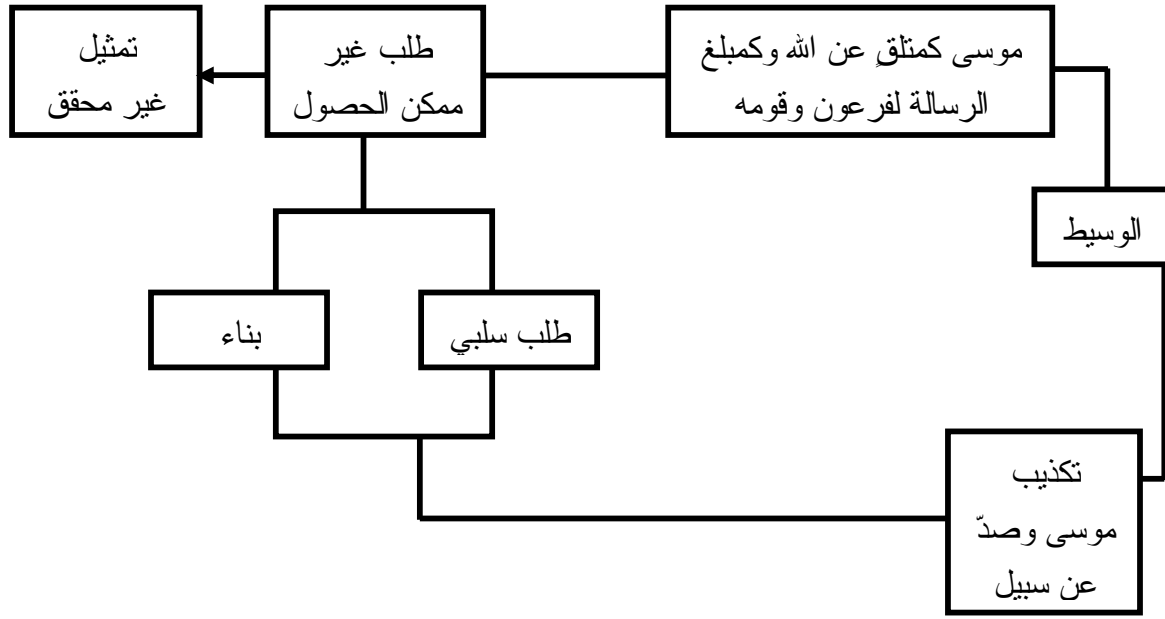 موسى كمتلقٍ عن الله وكمبلغ
الرسالة لفرعون وقومه
طلب غير
ممكن الحصول
تمثيل
غير محقق
الوسيط
طلب سلبي
بناء
تكذيب
موسى وصدّ
عن سبيل